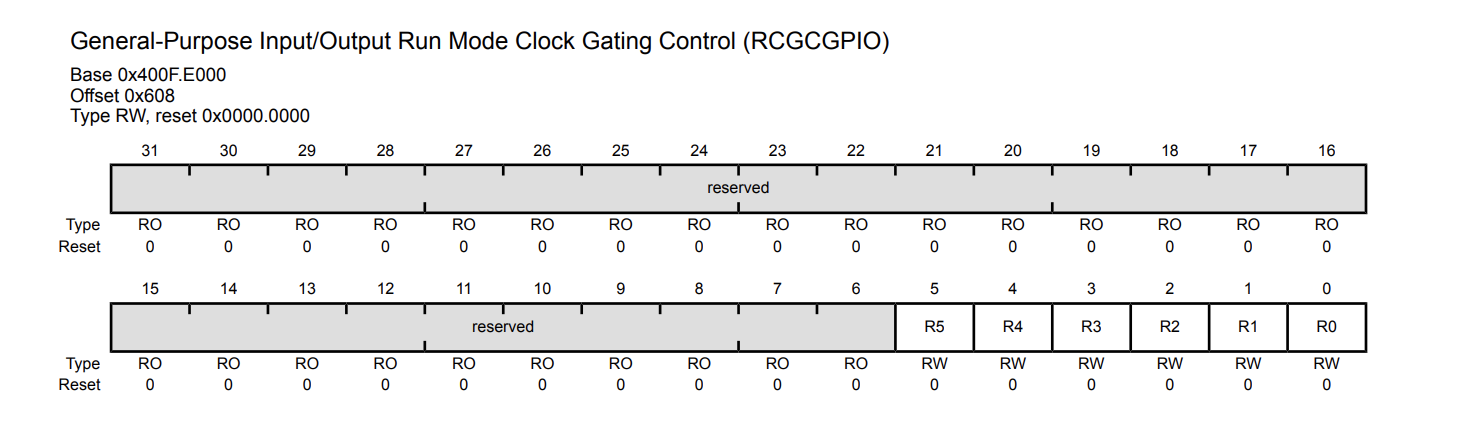 General-Purpose Input/Output Run Mode Clock Gating Control (RCGCGPIO)
Base 0x400F.E000
Offset 0x608
Type RW, reset 0x0000.0000
31 30 29 28 27 26 25 24 23 22 21 20 19 18 17 16
reserved
Type RO RO RO RO RO RO RO RO RO RO RO RO RO RO RO RO
Reset 0 0 0 0 0 0 0 0 0 0 0 0 0 0 0 0
15 14 13 12 11 10 9 8 7 6 5 4 3 2 1 0
reserved R5 R4 R3 R2 R1 R0
Type RO RO RO RO RO RO RO RO RO RO RW RW RW RW RW RW
Reset 0 0 0 0 0 0 0 0 0 0 0 0 0 0 0 0